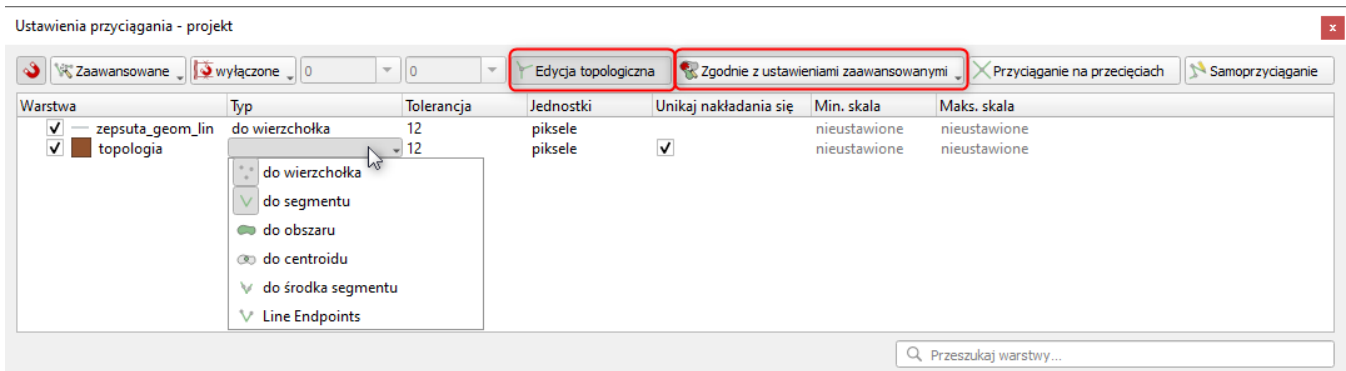 Ustawienia przyciągania - projekt x
Zaawansowane wyłączone 0 0 Edycja topologiczna Zgodnie z ustawieniami zaawansowanymi Przyciąganie na przecięciach Samoprzyciąganie
Warstwa Typ Tolerancja Jednostki Unikaj nakładania się Min. skala Maks. skala
zepsuta_geom_lin do wierzchołka 12 piksele nieustawione nieustawione
topologia 12 piksele nieustawione nieustawione
do wierzchołka
do segmentu
do obszaru
do centroidu
do środka segmentu
Line Endpoints
Przeszukaj warstwy...